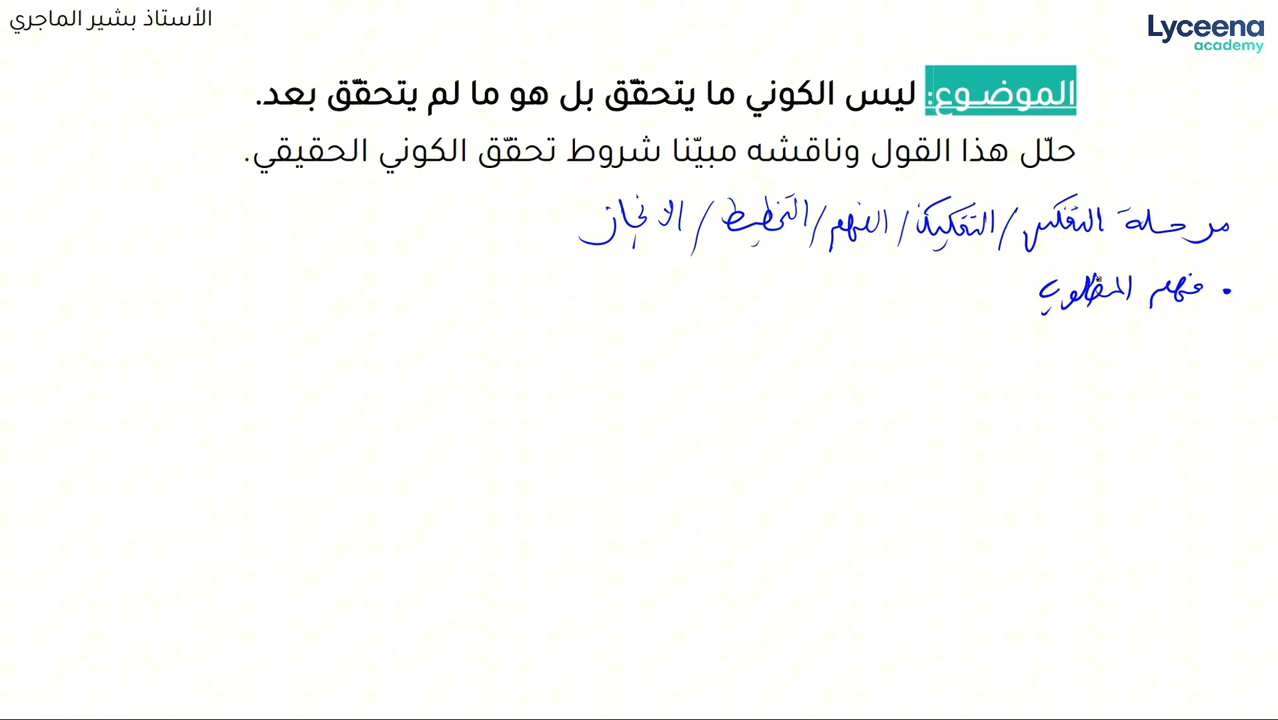 الأستاذ بشير الماجري
Lyceena
academy
الموضوع: ليس الكوني ما يتحقّق بل هو ما لم يتحقّق بعد.
حلّل هذا القول وناقشه مبيّنا شروط تحقّق الكوني الحقيقي.
مرحلة التفكير / التفكيك / الفهم / التخطيط / الانجاز
• فهم المطلوب